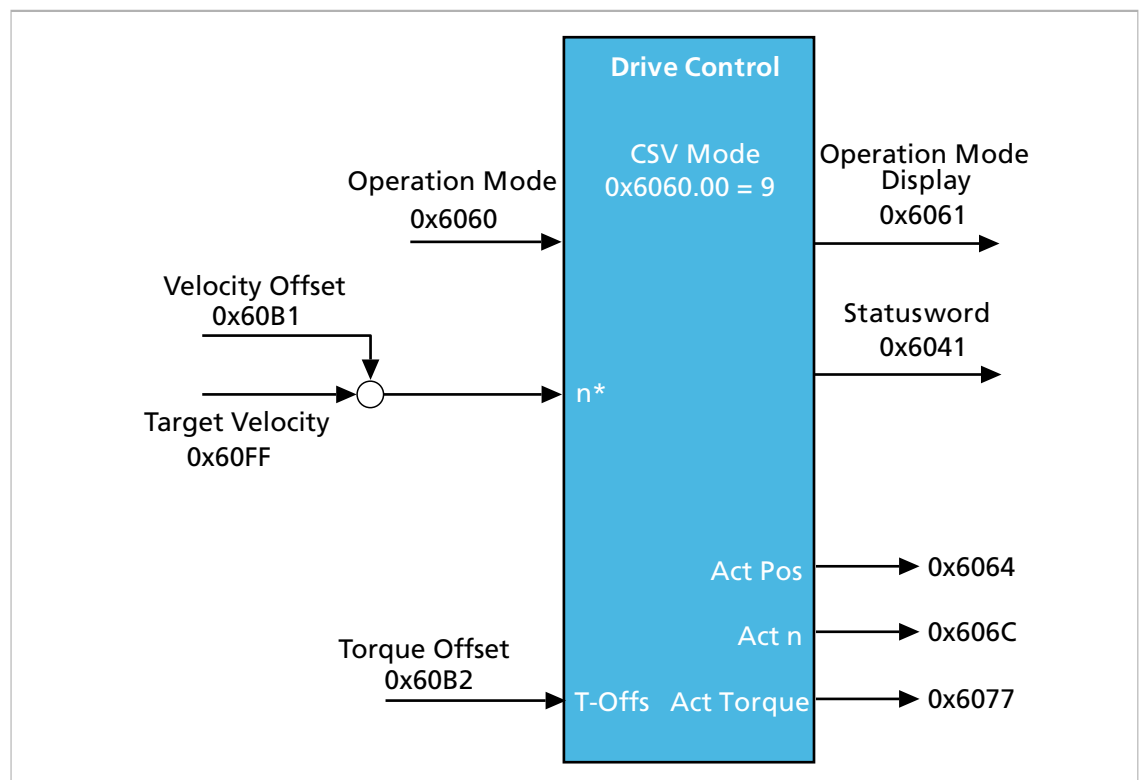 Drive Control
CSV Mode
0x6060.00 = 9
Operation Mode
0x6060
Operation Mode
Display
0x6061
Velocity Offset
0x60B1
Statusword
0x6041
n*
Target Velocity
0x60FF
Act Pos
0x6064
Act n
0x606C
Torque Offset
0x60B2
T-Offs
Act Torque
0x6077